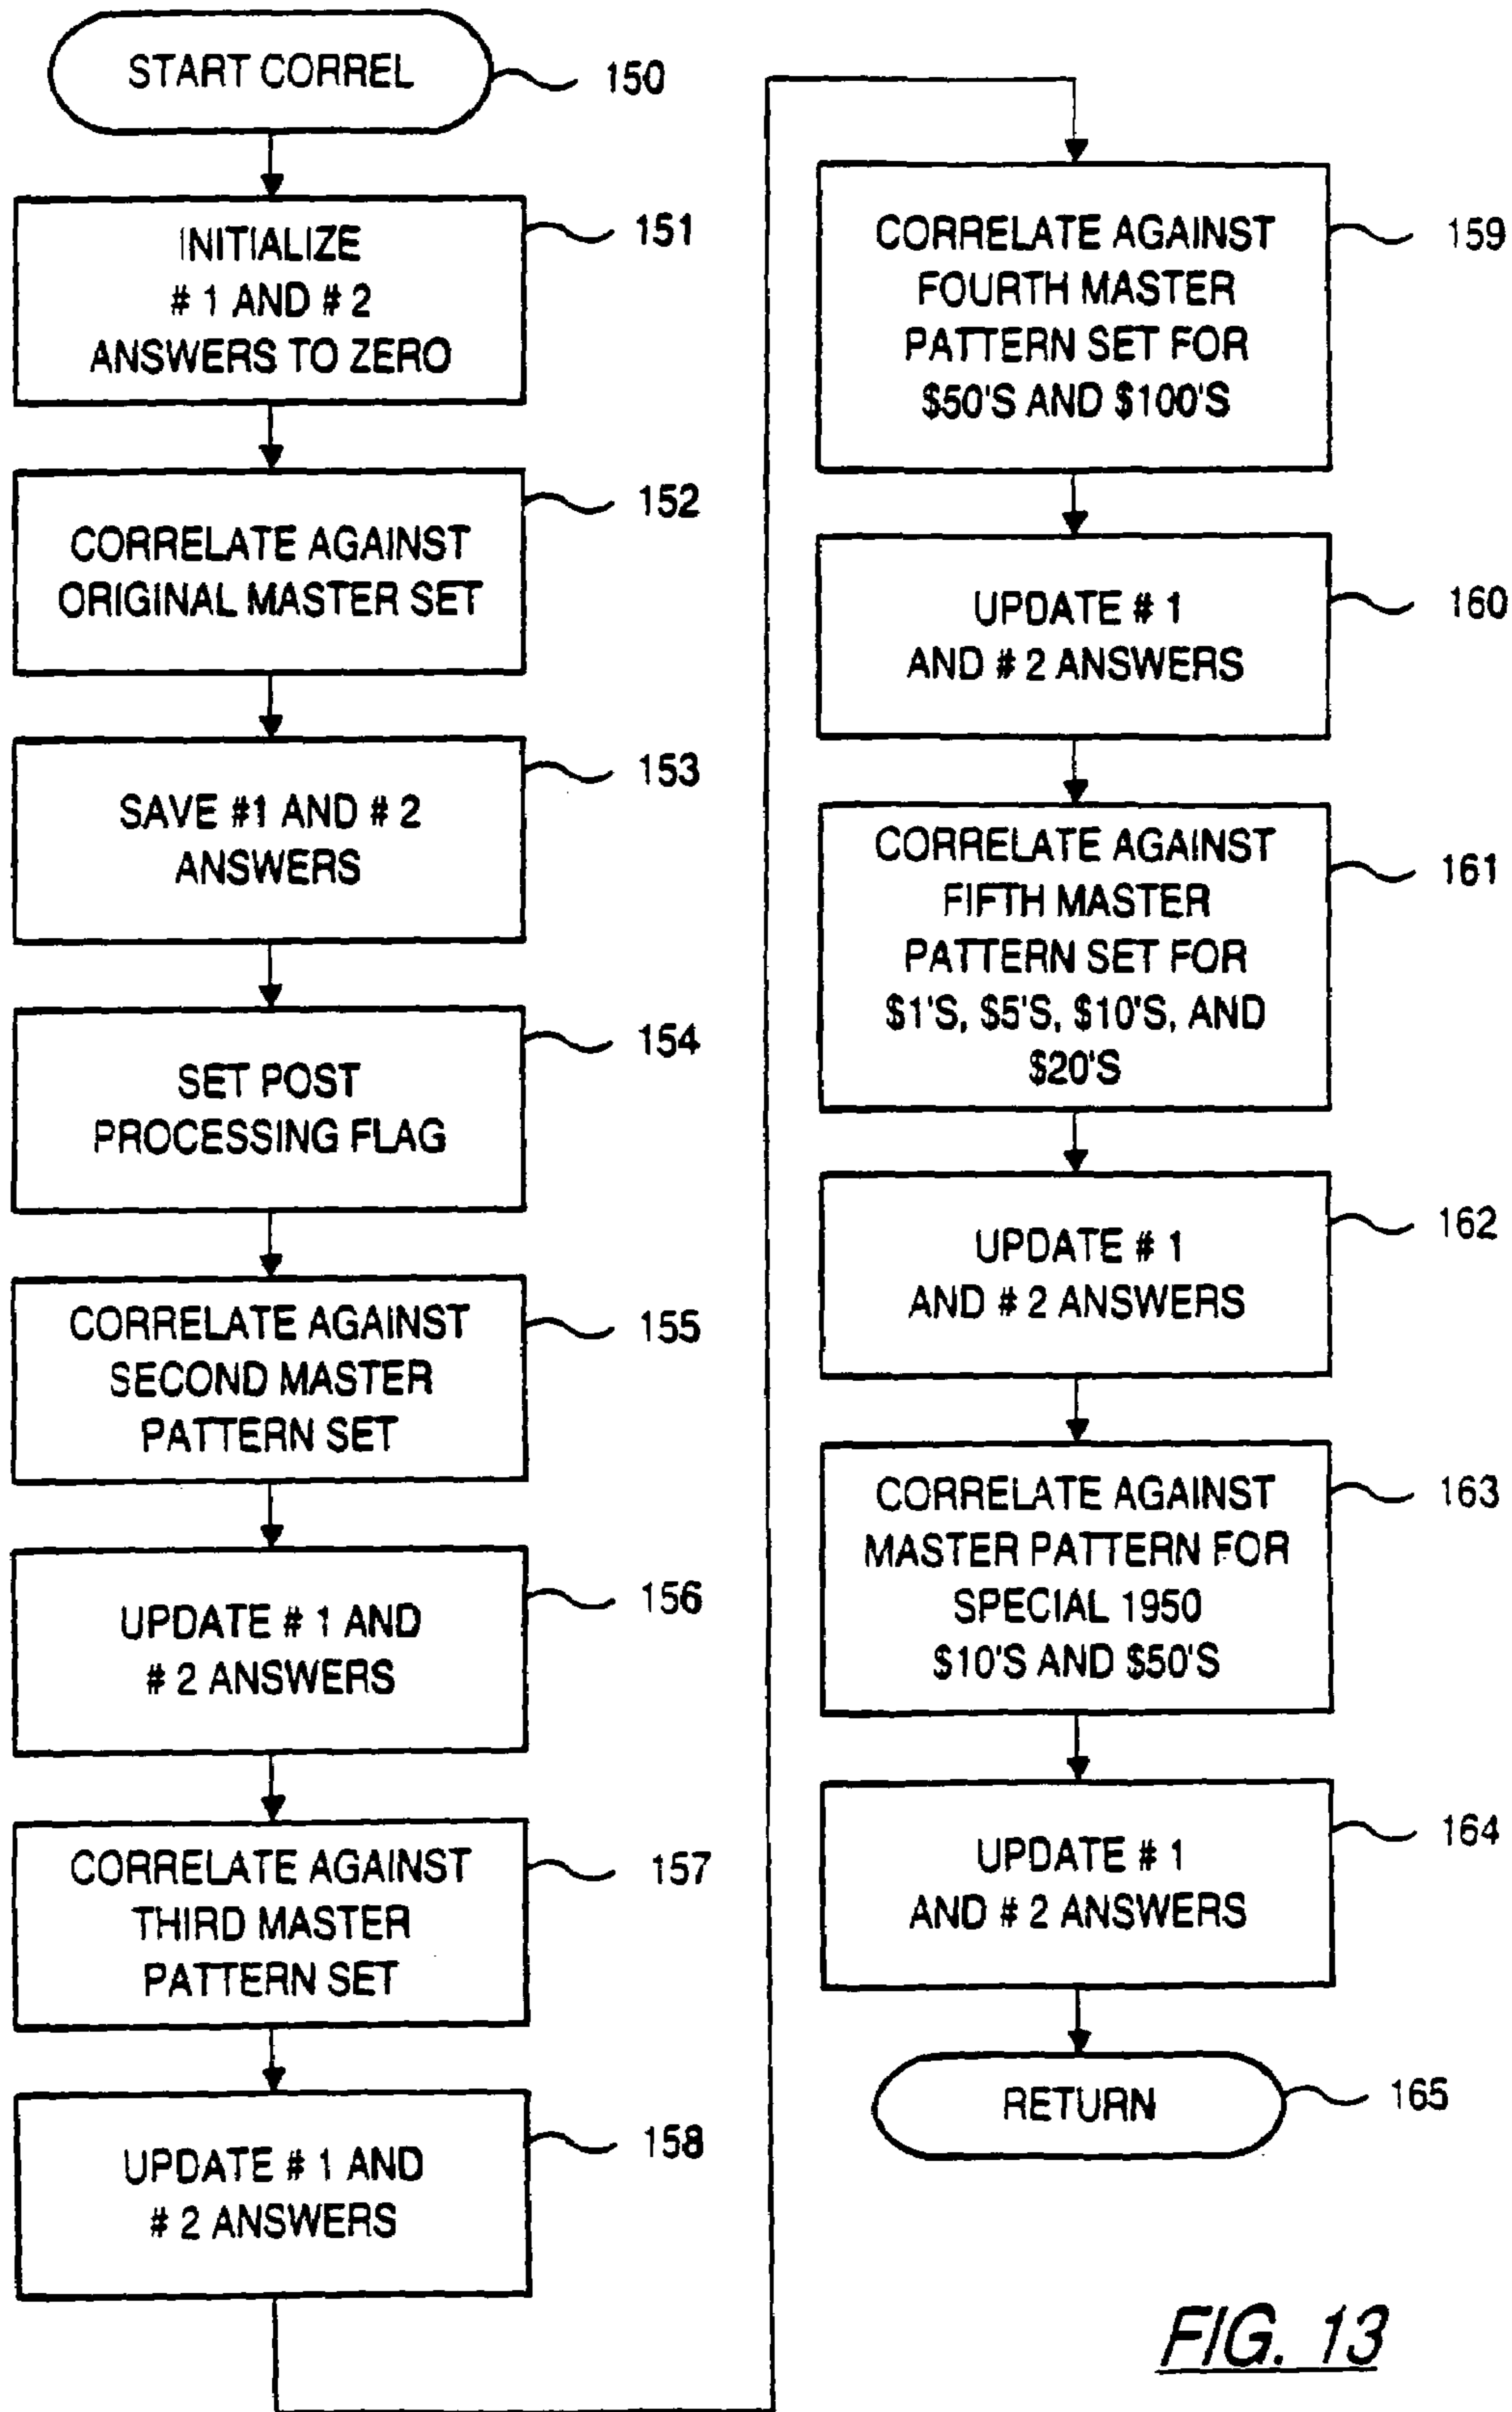 START CORREL
150
INITIALIZE
# 1 AND # 2
ANSWERS TO ZERO
151
CORRELATE AGAINST
ORIGINAL MASTER SET
152
SAVE #1 AND # 2
ANSWERS
153
SET POST
PROCESSING FLAG
154
CORRELATE AGAINST
SECOND MASTER
PATTERN SET
155
UPDATE # 1 AND
# 2 ANSWERS
156
CORRELATE AGAINST
THIRD MASTER
PATTERN SET
157
UPDATE # 1 AND
# 2 ANSWERS
158
CORRELATE AGAINST
FOURTH MASTER
PATTERN SET FOR
$50'S AND $100'S
159
UPDATE # 1
AND # 2 ANSWERS
160
CORRELATE AGAINST
FIFTH MASTER
PATTERN SET FOR
$1'S, $5'S, $10'S, AND
$20'S
161
UPDATE # 1
AND # 2 ANSWERS
162
CORRELATE AGAINST
MASTER PATTERN FOR
SPECIAL 1950
$10'S AND $50'S
163
UPDATE # 1
AND # 2 ANSWERS
164
RETURN
165
FIG. 13